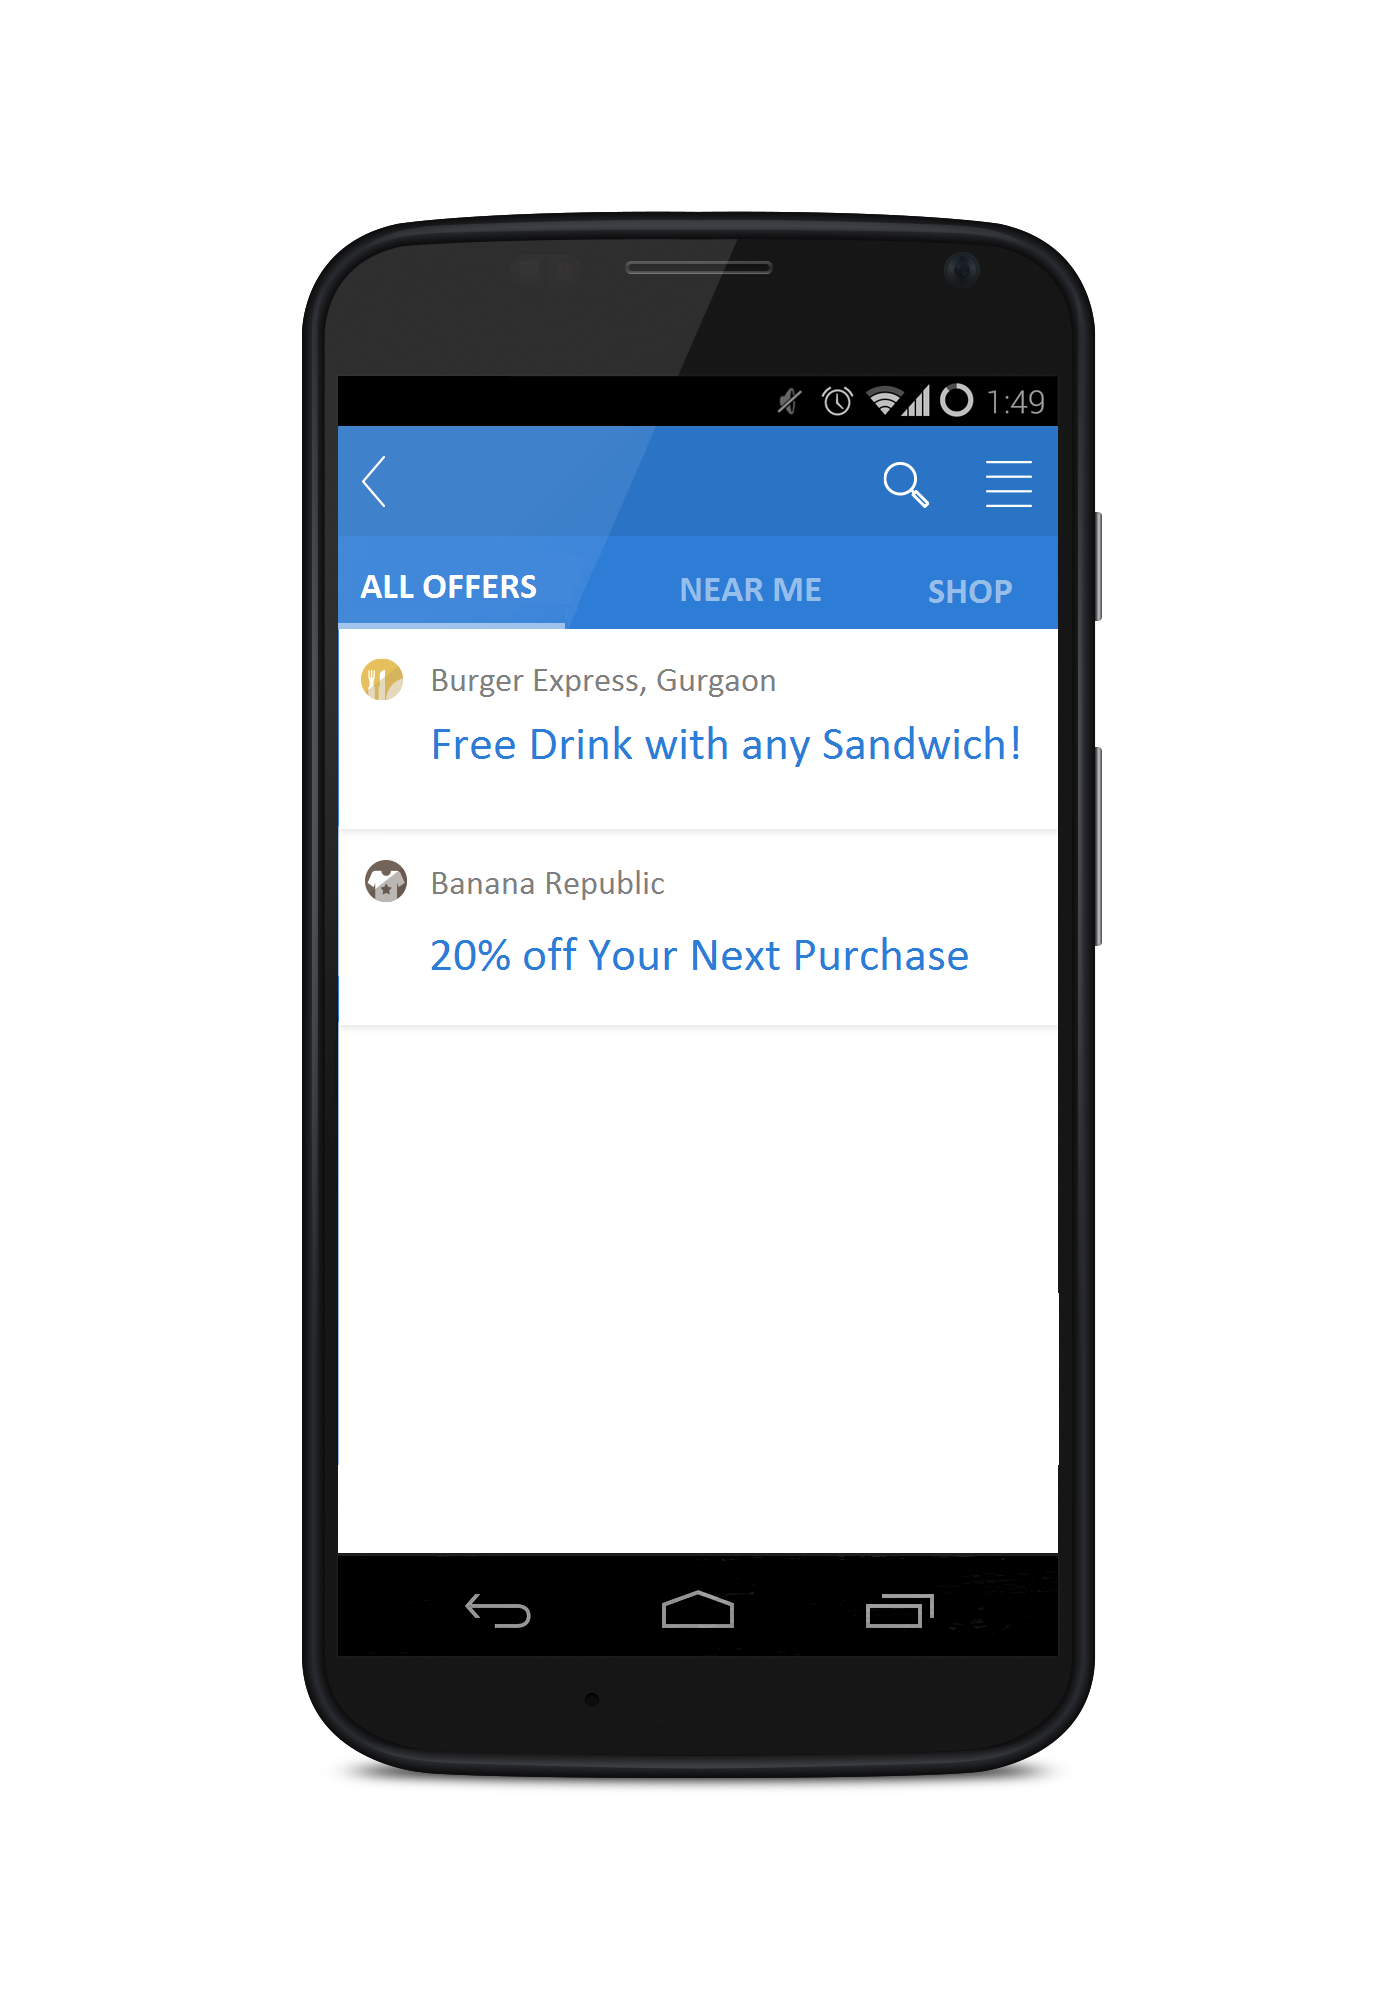 1:49
ALL OFFERS NEAR ME SHOP
Burger Express, Gurgaon
Free Drink with any Sandwich!
Banana Republic
20% off Your Next Purchase